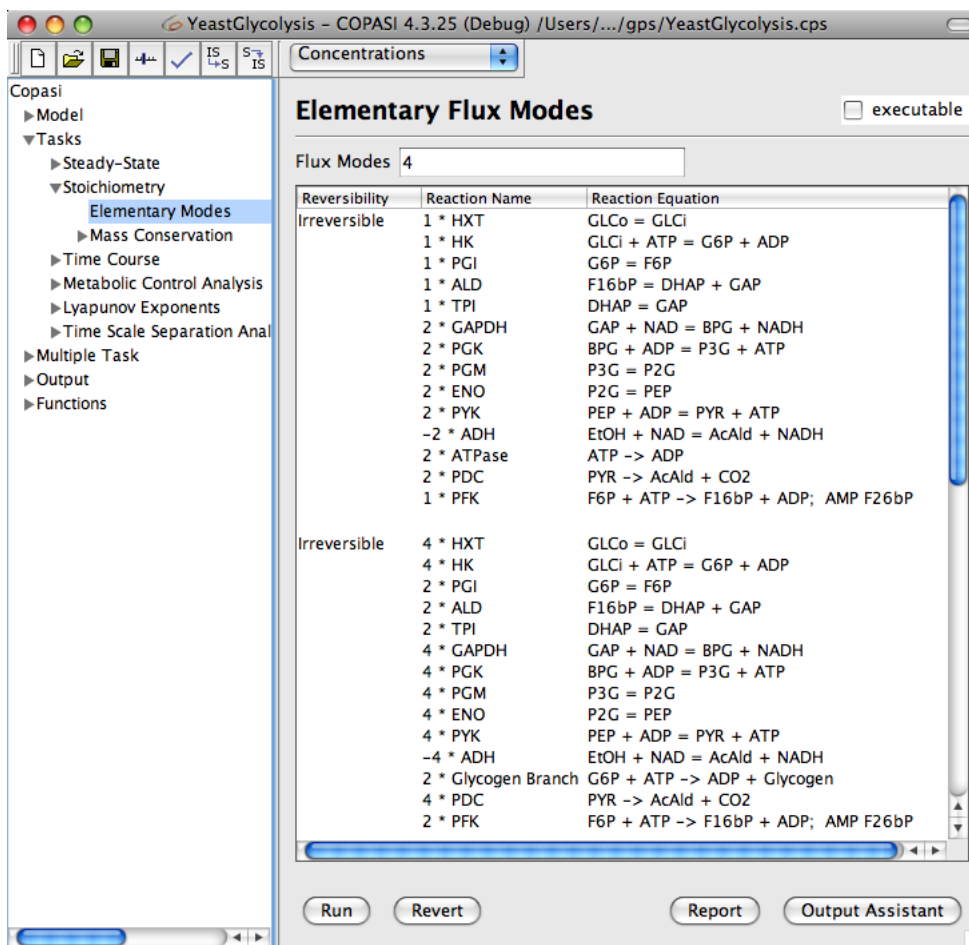 YeastGlycolysis – COPASI 4.3.25 (Debug) /Users/.../gps/YeastGlycolysis.cps
IS S S IS Concentrations
Copasi
Model
Tasks
Steady-State
Stoichiometry
Elementary Modes
Mass Conservation
Time Course
Metabolic Control Analysis
Lyapunov Exponents
Time Scale Separation Anal
Multiple Task
Output
Functions
Elementary Flux Modes executable
Flux Modes 4
Reversibility Reaction Name Reaction Equation
Irreversible 1 * HXT GLCo = GLCi
1 * HK GLCi + ATP = G6P + ADP
1 * PGI G6P = F6P
1 * ALD F16bP = DHAP + GAP
1 * TPI DHAP = GAP
2 * GAPDH GAP + NAD = BPG + NADH
2 * PGK BPG + ADP = P3G + ATP
2 * PGM P3G = P2G
2 * ENO P2G = PEP
2 * PYK PEP + ADP = PYR + ATP
-2 * ADH EtOH + NAD = AcAld + NADH
2 * ATPase ATP -> ADP
2 * PDC PYR -> AcAld + CO2
1 * PFK F6P + ATP -> F16bP + ADP; AMP F26bP
Irreversible 4 * HXT GLCo = GLCi
4 * HK GLCi + ATP = G6P + ADP
2 * PGI G6P = F6P
2 * ALD F16bP = DHAP + GAP
2 * TPI DHAP = GAP
4 * GAPDH GAP + NAD = BPG + NADH
4 * PGK BPG + ADP = P3G + ATP
4 * PGM P3G = P2G
4 * ENO P2G = PEP
4 * PYK PEP + ADP = PYR + ATP
-4 * ADH EtOH + NAD = AcAld + NADH
2 * Glycogen Branch G6P + ATP -> ADP + Glycogen
4 * PDC PYR -> AcAld + CO2
2 * PFK F6P + ATP -> F16bP + ADP; AMP F26bP
Run Revert Report Output Assistant